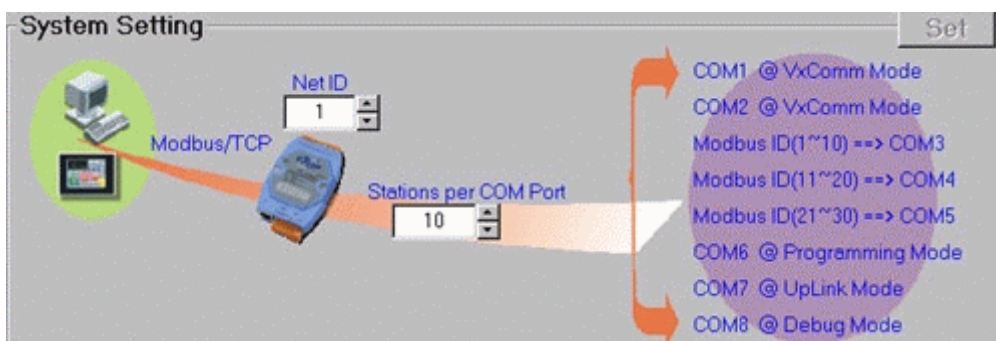 System Setting
Set
Net ID
1
Modbus/TCP
Stations per COM Port
10
COM1 @ VxComm Mode
COM2 @ VxComm Mode
Modbus ID(1~10) ==> COM3
Modbus ID(11~20) ==> COM4
Modbus ID(21~30) ==> COM5
COM6 @ Programming Mode
COM7 @ UpLink Mode
COM8 @ Debug Mode